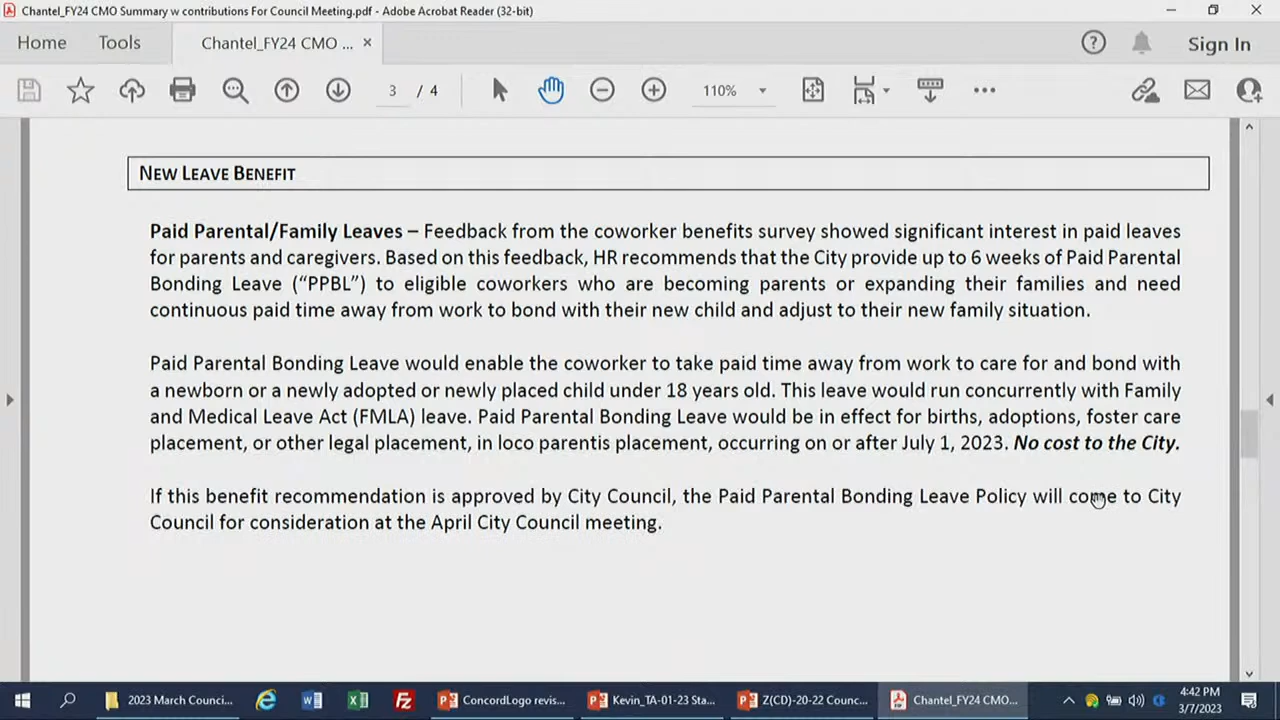 Chantel_FY24 CMO Summary w contributions For Council Meeting.pdf - Adobe Acrobat Reader (32-bit)
Home Tools Chantel_FY24 CMO ... × Sign In
3 / 4 110%
NEW LEAVE BENEFIT
Paid Parental/Family Leaves – Feedback from the coworker benefits survey showed significant interest in paid leaves
for parents and caregivers. Based on this feedback, HR recommends that the City provide up to 6 weeks of Paid Parental
Bonding Leave (“PPBL”) to eligible coworkers who are becoming parents or expanding their families and need
continuous paid time away from work to bond with their new child and adjust to their new family situation.
Paid Parental Bonding Leave would enable the coworker to take paid time away from work to care for and bond with
a newborn or a newly adopted or newly placed child under 18 years old. This leave would run concurrently with Family
and Medical Leave Act (FMLA) leave. Paid Parental Bonding Leave would be in effect for births, adoptions, foster care
placement, or other legal placement, in loco parentis placement, occurring on or after July 1, 2023. No cost to the City.
If this benefit recommendation is approved by City Council, the Paid Parental Bonding Leave Policy will come to City
Council for consideration at the April City Council meeting.
2023 March Counci... ConcordLogo revis... Kevin_TA-01-23 Sta... Z(CD)-20-22 Counc... Chantel_FY24 CMO... 4:42 PM
3/7/2023